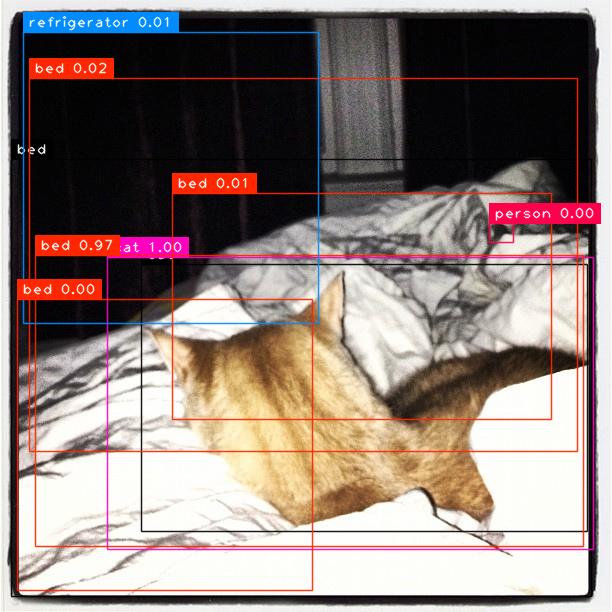 refrigerator 0.01
bed 0.02
bed
bed 0.01
person 0.00
bed 0.97
at 1.00
bed 0.00